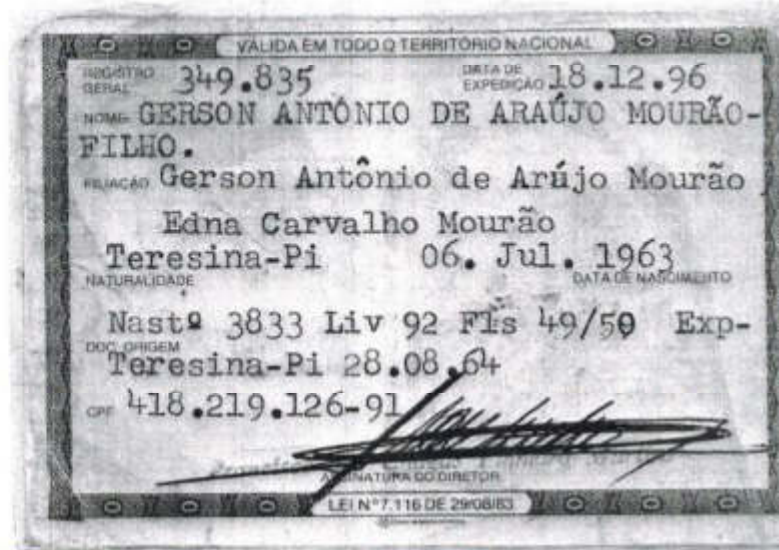 VÁLIDA EM TODO O TERRITÓRIO NACIONAL
REGISTRO GERAL 349.835 DATA DE EXPEDIÇÃO 18.12.96
NOME GERSON ANTÔNIO DE ARAÚJO MOURÃO-
FILHO.
FILIAÇÃO Gerson Antônio de Arújo Mourão
Edna Carvalho Mourão
Teresina-Pi 06. Jul. 1963
NATURALIDADE DATA DE NASCIMENTO
Nastº 3833 Liv 92 Fls 49/50 Exp-
DOC. ORIGEM
Teresina-Pi 28.08.64
CPF 418.219.126-91
ASSINATURA DO DIRETOR
LEI Nº 7.116 DE 29/08/83